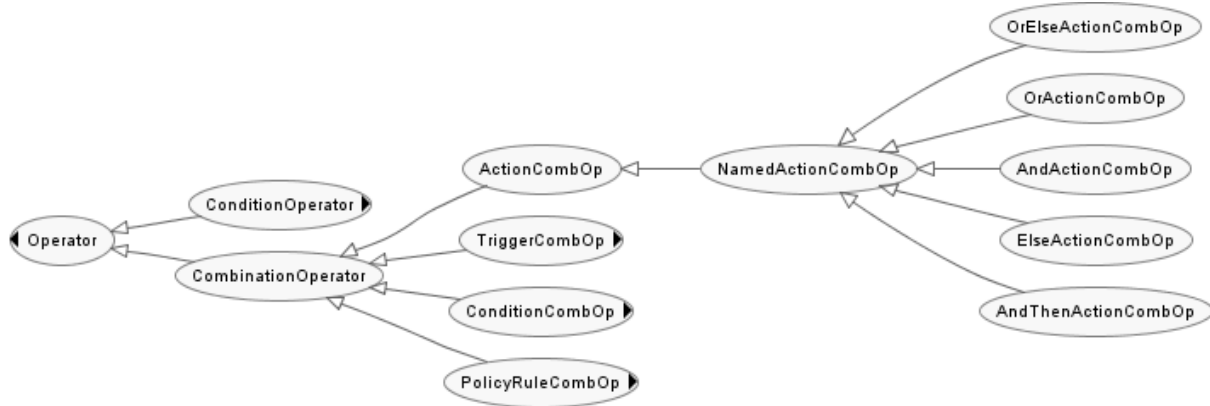 OrElseActionCombOp
OrActionCombOp
ActionCombOp
NamedActionCombOp
AndActionCombOp
ConditionOperator
Operator
TriggerCombOp
ElseActionCombOp
CombinationOperator
ConditionCombOp
AndThenActionCombOp
PolicyRuleCombOp